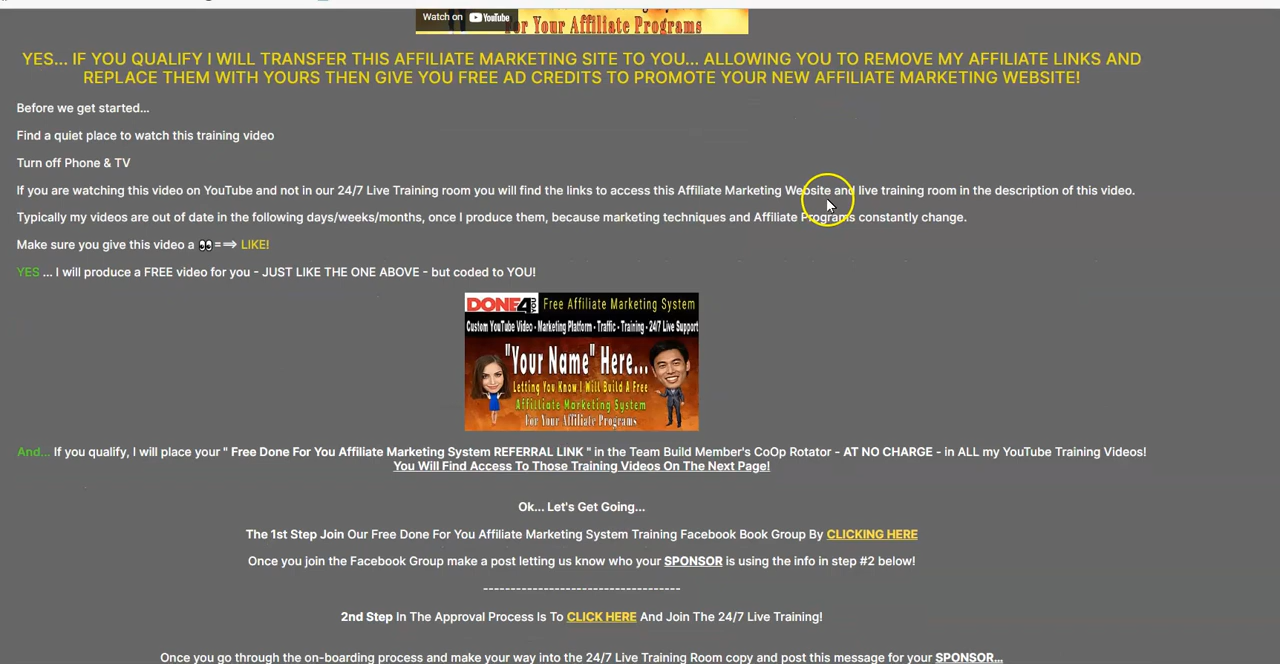 Watch on YouTube
For Your Affiliate Programs
YES... IF YOU QUALIFY I WILL TRANSFER THIS AFFILIATE MARKETING SITE TO YOU... ALLOWING YOU TO REMOVE MY AFFILIATE LINKS AND
REPLACE THEM WITH YOURS THEN GIVE YOU FREE AD CREDITS TO PROMOTE YOUR NEW AFFILIATE MARKETING WEBSITE!
Before we get started...
Find a quiet place to watch this training video
Turn off Phone & TV
If you are watching this video on YouTube and not in our 24/7 Live Training room you will find the links to access this Affiliate Marketing Website and live training room in the description of this video.
Typically my videos are out of date in the following days/weeks/months, once I produce them, because marketing techniques and Affiliate Programs constantly change.
Make sure you give this video a 👀==⇒ LIKE!
YES ... I will produce a FREE video for you - JUST LIKE THE ONE ABOVE - but coded to YOU!
DONE4YOU Free Affiliate Marketing System
Custom YouTube Video - Marketing Platform - Traffic - Training - 24/7 Live Support
"Your Name" Here...
Letting You Know I Will Build A Free
Affilliate Marketing System
For Your Affiliate Programs
And... If you qualify, I will place your " Free Done For You Affiliate Marketing System REFERRAL LINK " in the Team Build Member's CoOp Rotator - AT NO CHARGE - in ALL my YouTube Training Videos!
You Will Find Access To Those Training Videos On The Next Page!
Ok... Let's Get Going...
The 1st Step Join Our Free Done For You Affiliate Marketing System Training Facebook Book Group By CLICKING HERE
Once you join the Facebook Group make a post letting us know who your SPONSOR is using the info in step #2 below!
------------------------------------
2nd Step In The Approval Process Is To CLICK HERE And Join The 24/7 Live Training!
Once you go through the on-boarding process and make your way into the 24/7 Live Training Room copy and post this message for your SPONSOR...